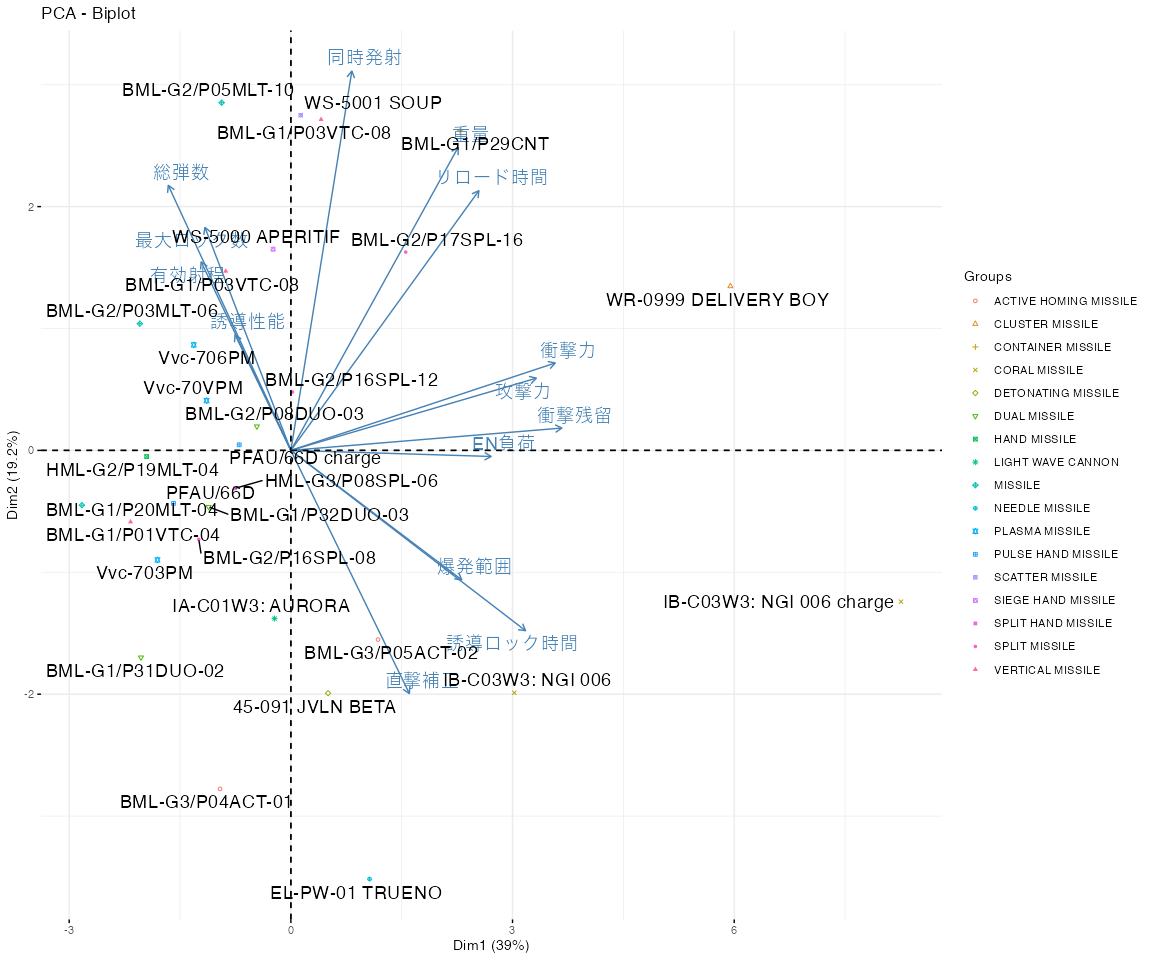 PCA - Biplot
同時発射
BML-G2/P05MLT-10
WS-5001 SOUP
BML-G1/P03VTC-08
重量
BML-G1/P29CNT
総弾数
リロード時間
WS-5000 APERITIF
最大ロック数
BML-G2/P17SPL-16
有効射程
BML-G1/P03VTC-08
WR-0999 DELIVERY BOY
BML-G2/P03MLT-06
誘導性能
衝撃力
Vvc-706PM
BML-G2/P16SPL-12
Vvc-70VPM
攻撃力
BML-G2/P08DUO-03
衝撃残留
EN負荷
PFAU/66D charge
HML-G2/P19MLT-04
HML-G3/P08SPL-06
PFAU/66D
BML-G1/P20MLT-04
BML-G1/P32DUO-03
BML-G1/P01VTC-04
BML-G2/P16SPL-08
爆発範囲
Vvc-703PM
IA-C01W3: AURORA
IB-C03W3: NGI 006 charge
誘導ロック時間
BML-G3/P05ACT-02
BML-G1/P31DUO-02
直撃補正
IB-C03W3: NGI 006
45-091 JVLN BETA
BML-G3/P04ACT-01
EL-PW-01 TRUENO
2
0
-2
Dim2 (19.2%)
-3
0
3
6
Dim1 (39%)
Groups
ACTIVE HOMING MISSILE
CLUSTER MISSILE
CONTAINER MISSILE
CORAL MISSILE
DETONATING MISSILE
DUAL MISSILE
HAND MISSILE
LIGHT WAVE CANNON
MISSILE
NEEDLE MISSILE
PLASMA MISSILE
PULSE HAND MISSILE
SCATTER MISSILE
SIEGE HAND MISSILE
SPLIT HAND MISSILE
SPLIT MISSILE
VERTICAL MISSILE